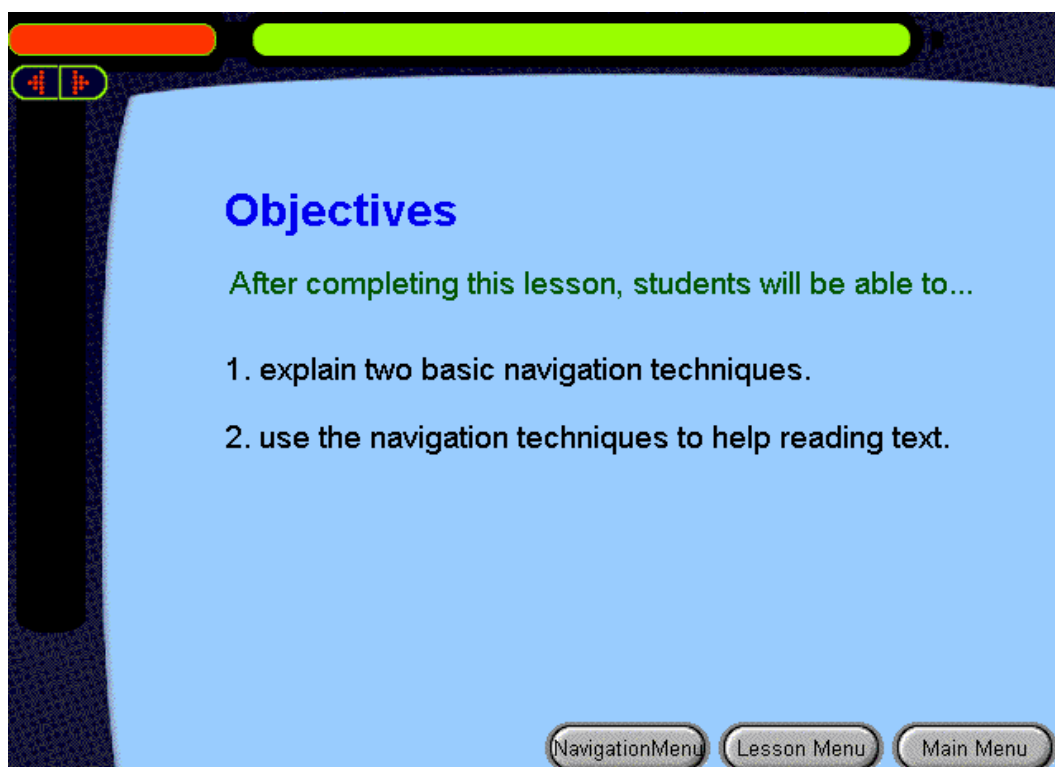 Objectives
After completing this lesson, students will be able to...
1. explain two basic navigation techniques.
2. use the navigation techniques to help reading text.
NavigationMenu Lesson Menu Main Menu